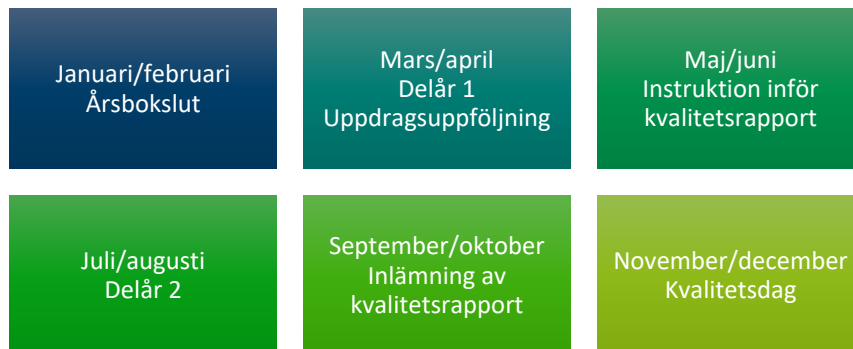 Januari/februari
Årsbokslut
Mars/april
Delår 1
Uppdragsuppföljning
Maj/juni
Instruktion inför
kvalitetsrapport
Juli/augusti
Delår 2
September/oktober
Inlämning av
kvalitetsrapport
November/december
Kvalitetsdag